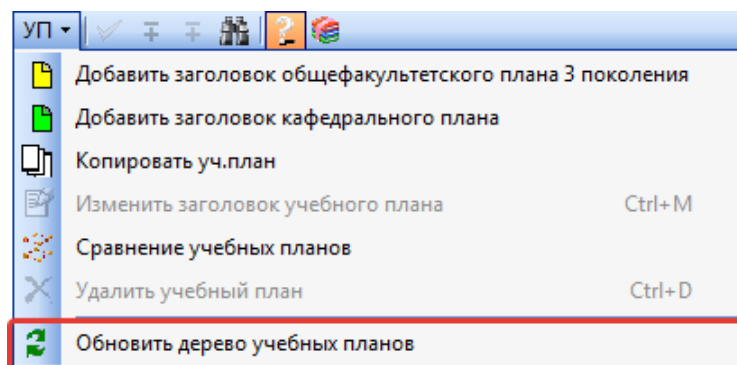 УП
Добавить заголовок общефакультетского плана 3 поколения
Добавить заголовок кафедрального плана
Копировать уч.план
Изменить заголовок учебного плана Ctrl+M
Сравнение учебных планов
Удалить учебный план Ctrl+D
Обновить дерево учебных планов